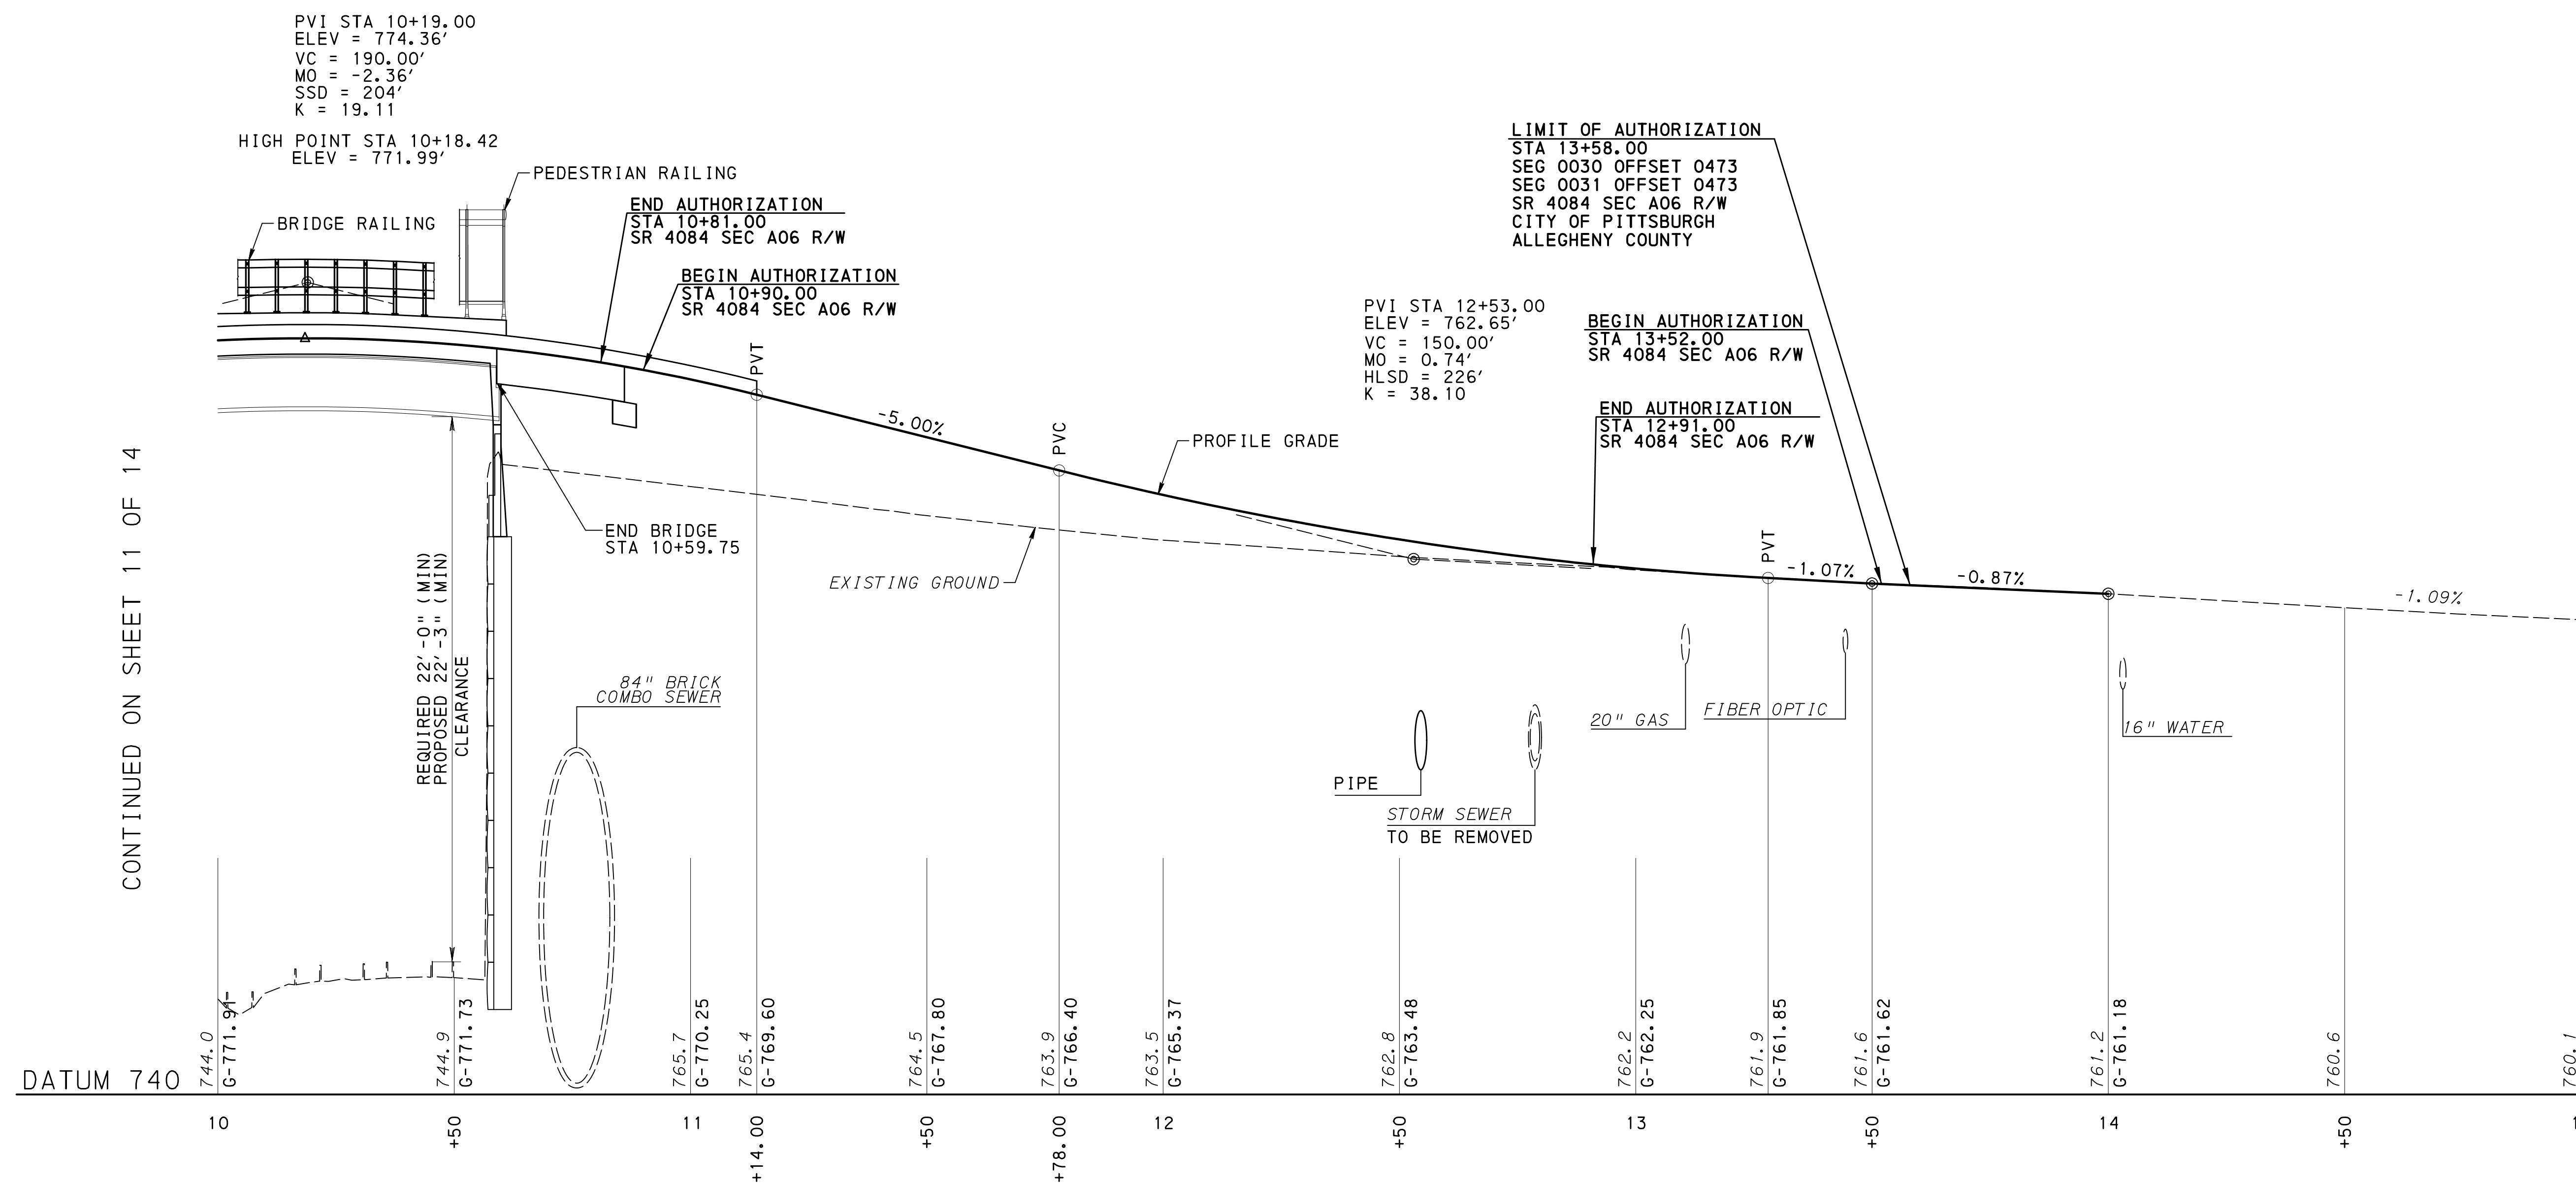 PVI STA 10+19.00
ELEV = 774.36'
VC = 190.00'
MO = -2.36'
SSD = 204'
K = 19.11
HIGH POINT STA 10+18.42
ELEV = 771.99'
PEDESTRIAN RAILING
BRIDGE RAILING
END AUTHORIZATION
STA 10+81.00
SR 4084 SEC A06 R/W
BEGIN AUTHORIZATION
STA 10+90.00
SR 4084 SEC A06 R/W
PVT
-5.00%
PVC
PROFILE GRADE
LIMIT OF AUTHORIZATION
STA 13+58.00
SEG 0030 OFFSET 0473
SEG 0031 OFFSET 0473
SR 4084 SEC A06 R/W
CITY OF PITTSBURGH
ALLEGHENY COUNTY
PVI STA 12+53.00
ELEV = 762.65'
VC = 150.00'
MO = 0.74'
HLSD = 226'
K = 38.10
BEGIN AUTHORIZATION
STA 13+52.00
SR 4084 SEC A06 R/W
END AUTHORIZATION
STA 12+91.00
SR 4084 SEC A06 R/W
PVT
-1.07%
-0.87%
-1.09%
CONTINUED ON SHEET 11 OF 14
REQUIRED 22'-0" (MIN)
PROPOSED 22'-3" (MIN)
CLEARANCE
END BRIDGE
STA 10+59.75
EXISTING GROUND
84" BRICK
COMBO SEWER
PIPE
STORM SEWER
TO BE REMOVED
20" GAS
FIBER OPTIC
16" WATER
744.0
G-771.91
744.9
G-771.73
765.7
G-770.25
765.4
G-769.60
764.5
G-767.80
763.9
G-766.40
763.5
G-765.37
762.8
G-763.48
762.2
G-762.25
761.9
G-761.85
761.6
G-761.62
761.2
G-761.18
760.6
760.1
DATUM 740
10
+50
11
+14.00
+50
+78.00
12
+50
13
+50
14
+50